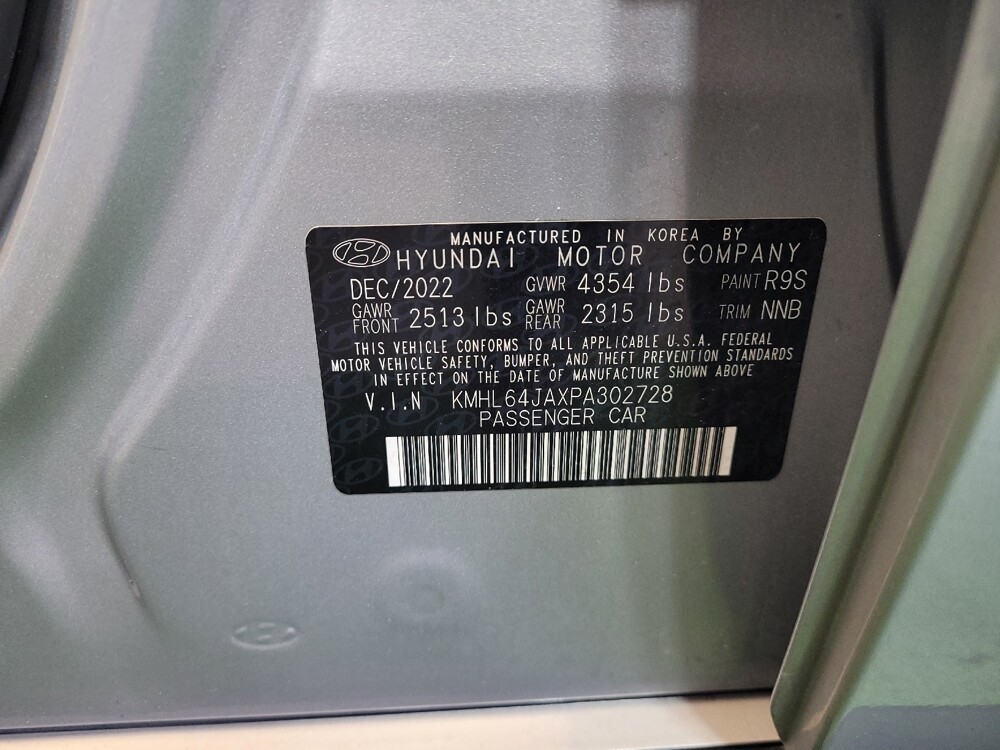 MANUFACTURED IN KOREA BY
HYUNDAI MOTOR COMPANY
DEC/2022 GVWR 4354 lbs PAINT R9S
GAWR FRONT 2513 lbs GAWR REAR 2315 lbs TRIM NNB
THIS VEHICLE CONFORMS TO ALL APPLICABLE U.S.A. FEDERAL
MOTOR VEHICLE SAFETY, BUMPER, AND THEFT PREVENTION STANDARDS
IN EFFECT ON THE DATE OF MANUFACTURE SHOWN ABOVE
V.I.N KMHL64JAXPA302728
PASSENGER CAR